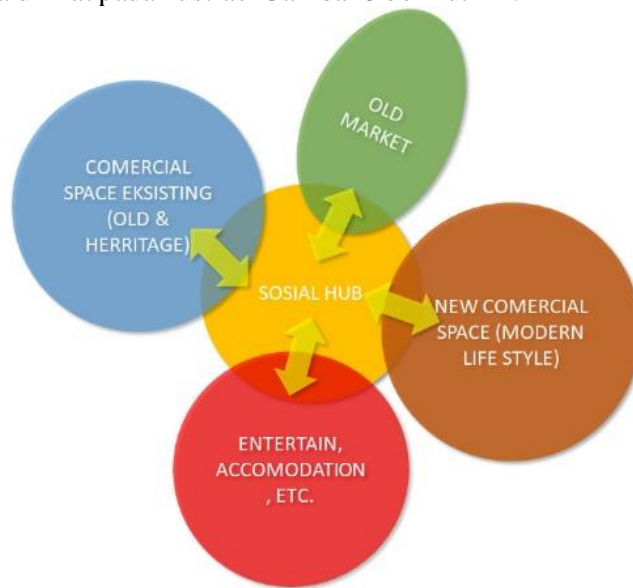 OLD
MARKET
COMERCIAL
SPACE EKSISTING
(OLD &
HERRITAGE)
SOSIAL HUB
NEW COMERCIAL
SPACE (MODERN
LIFE STYLE)
ENTERTAIN,
ACCOMODATION
, ETC.